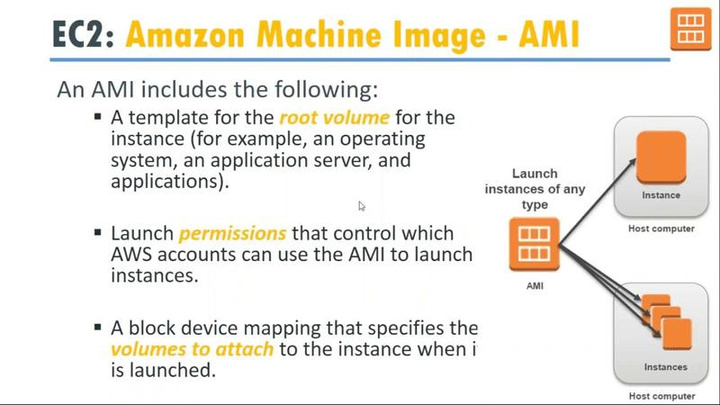 EC2: Amazon Machine Image - AMI
An AMI includes the following:
▪ A template for the root volume for the
instance (for example, an operating
system, an application server, and
applications).
▪ Launch permissions that control which
AWS accounts can use the AMI to launch
instances.
▪ A block device mapping that specifies the
volumes to attach to the instance when i
is launched.
Launch
instances of any
type
AMI
Instance
Host computer
Instances
Host computer